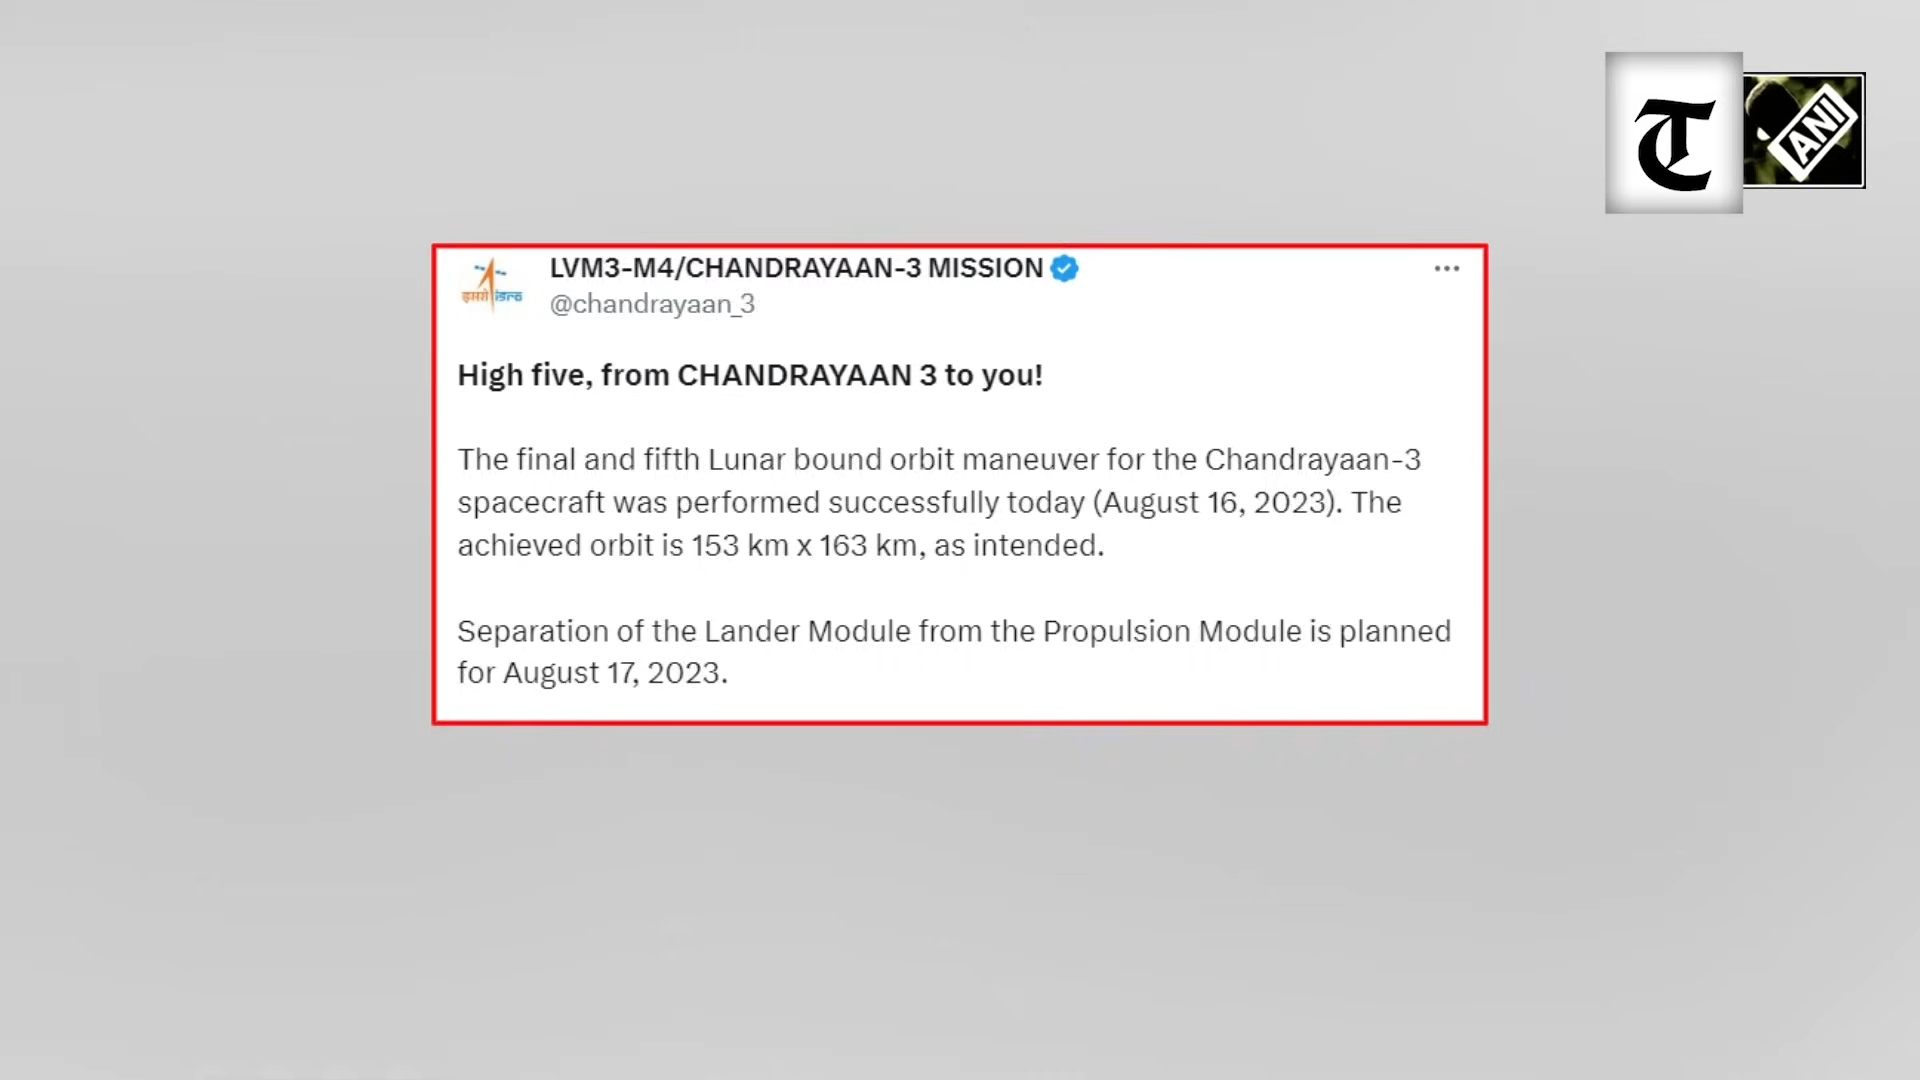 T
ANI
LVM3-M4/CHANDRAYAAN-3 MISSION
इसरो isro
@chandrayaan_3
High five, from CHANDRAYAAN 3 to you!
The final and fifth Lunar bound orbit maneuver for the Chandrayaan-3
spacecraft was performed successfully today (August 16, 2023). The
achieved orbit is 153 km x 163 km, as intended.
Separation of the Lander Module from the Propulsion Module is planned
for August 17, 2023.